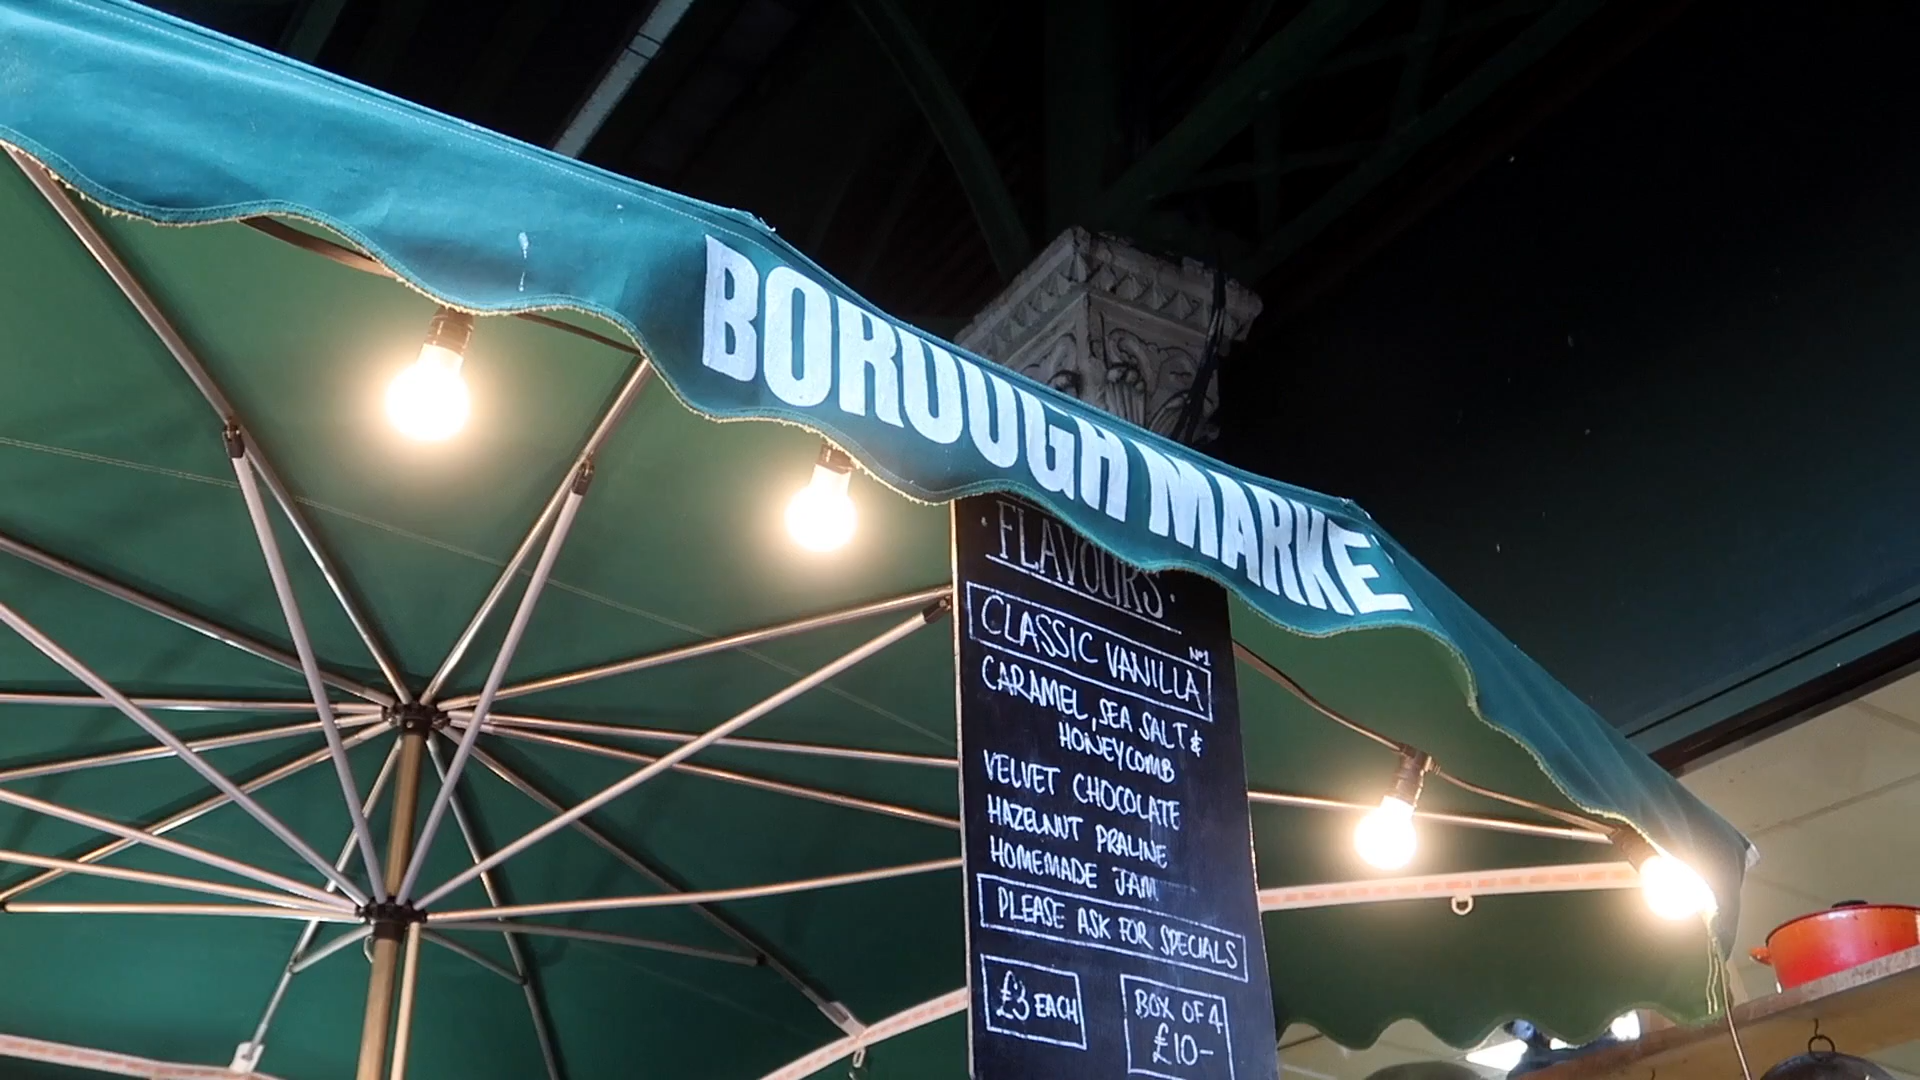 BOROUGH MARKE
· FLAVOURS ·
CLASSIC VANILLA Nº1
CARAMEL, SEA SALT &
HONEYCOMB
VELVET CHOCOLATE
HAZELNUT PRALINE
HOMEMADE JAM
PLEASE ASK FOR SPECIALS
£3 EACH
BOX OF 4
£10-